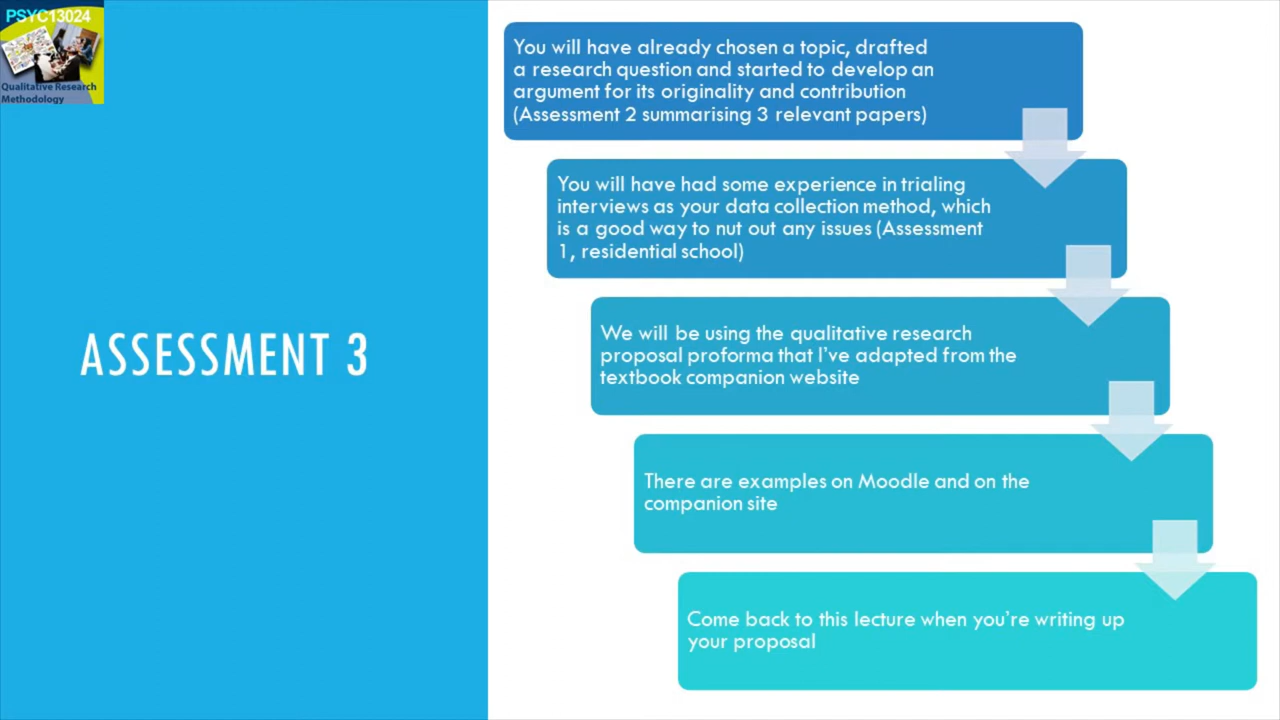 PSYC13024
Qualitative Research
Methodology
ASSESSMENT 3
You will have already chosen a topic, drafted
a research question and started to develop an
argument for its originality and contribution
(Assessment 2 summarising 3 relevant papers)
You will have had some experience in trialing
interviews as your data collection method, which
is a good way to nut out any issues (Assessment
1, residential school)
We will be using the qualitative research
proposal proforma that I've adapted from the
textbook companion website
There are examples on Moodle and on the
companion site
Come back to this lecture when you're writing up
your proposal